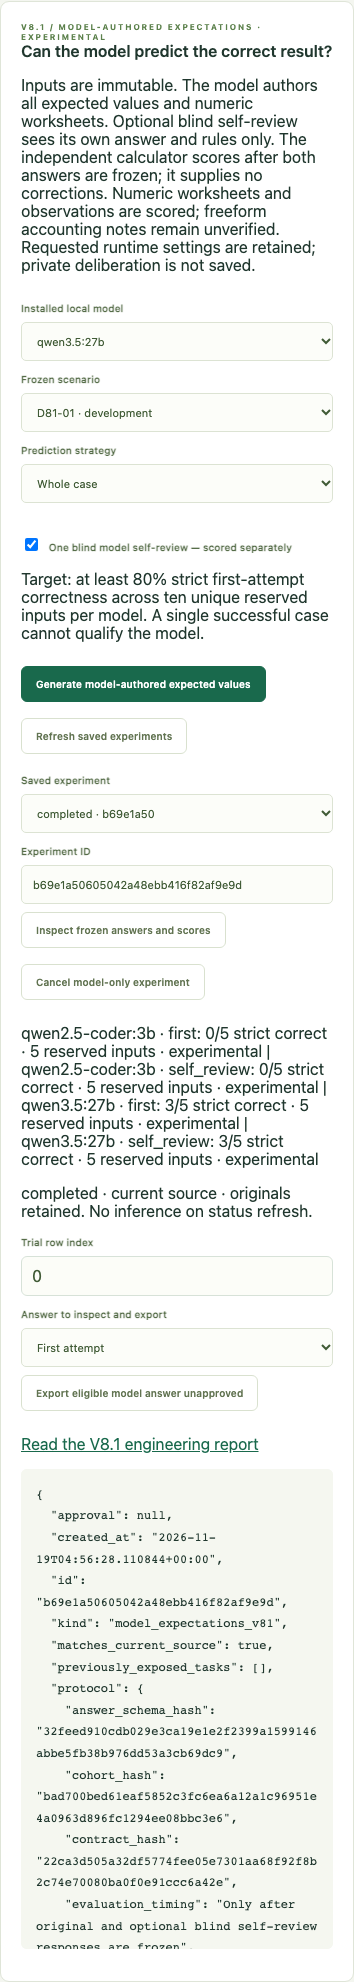 V8.1 / MODEL-AUTHORED EXPECTATIONS ·
EXPERIMENTAL
Can the model predict the correct result?
Inputs are immutable. The model authors
all expected values and numeric
worksheets. Optional blind self-review
sees its own answer and rules only. The
independent calculator scores after both
answers are frozen; it supplies no
corrections. Numeric worksheets and
observations are scored; freeform
accounting notes remain unverified.
Requested runtime settings are retained;
private deliberation is not saved.
Installed local model
qwen3.5:27b
Frozen scenario
D81-01 · development
Prediction strategy
Whole case
One blind model self-review — scored separately
Target: at least 80% strict first-attempt
correctness across ten unique reserved
inputs per model. A single successful case
cannot qualify the model.
Generate model-authored expected values
Refresh saved experiments
Saved experiment
completed · b69e1a50
Experiment ID
b69e1a50605042a48ebb416f82af9e9d
Inspect frozen answers and scores
Cancel model-only experiment
qwen2.5-coder:3b · first: 0/5 strict correct
· 5 reserved inputs · experimental |
qwen2.5-coder:3b · self_review: 0/5 strict
correct · 5 reserved inputs · experimental |
qwen3.5:27b · first: 3/5 strict correct · 5
reserved inputs · experimental |
qwen3.5:27b · self_review: 3/5 strict
correct · 5 reserved inputs · experimental
completed · current source · originals
retained. No inference on status refresh.
Trial row index
0
Answer to inspect and export
First attempt
Export eligible model answer unapproved
Read the V8.1 engineering report
{
"approval": null,
"created_at": "2026-11-
19T04:56:28.110844+00:00",
"id":
"b69e1a50605042a48ebb416f82af9e9d",
"kind": "model_expectations_v81",
"matches_current_source": true,
"previously_exposed_tasks": [],
"protocol": {
"answer_schema_hash":
"32feed910cdb029e3ca19e1e2f2399a1599146
abbe5fb38b976dd53a3cb69dc9",
"cohort_hash":
"bad700bed61eaf5852c3fc6ea6a12a1c96951e
4a0963d896fc1294ee08bbc3e6",
"contract_hash":
"22ca3d505a32df5774fee05e7301aa68f92f8b
2c74e70080ba0f0e91ccc6a42e",
"evaluation_timing": "Only after
original and optional blind self-review
responses are frozen",